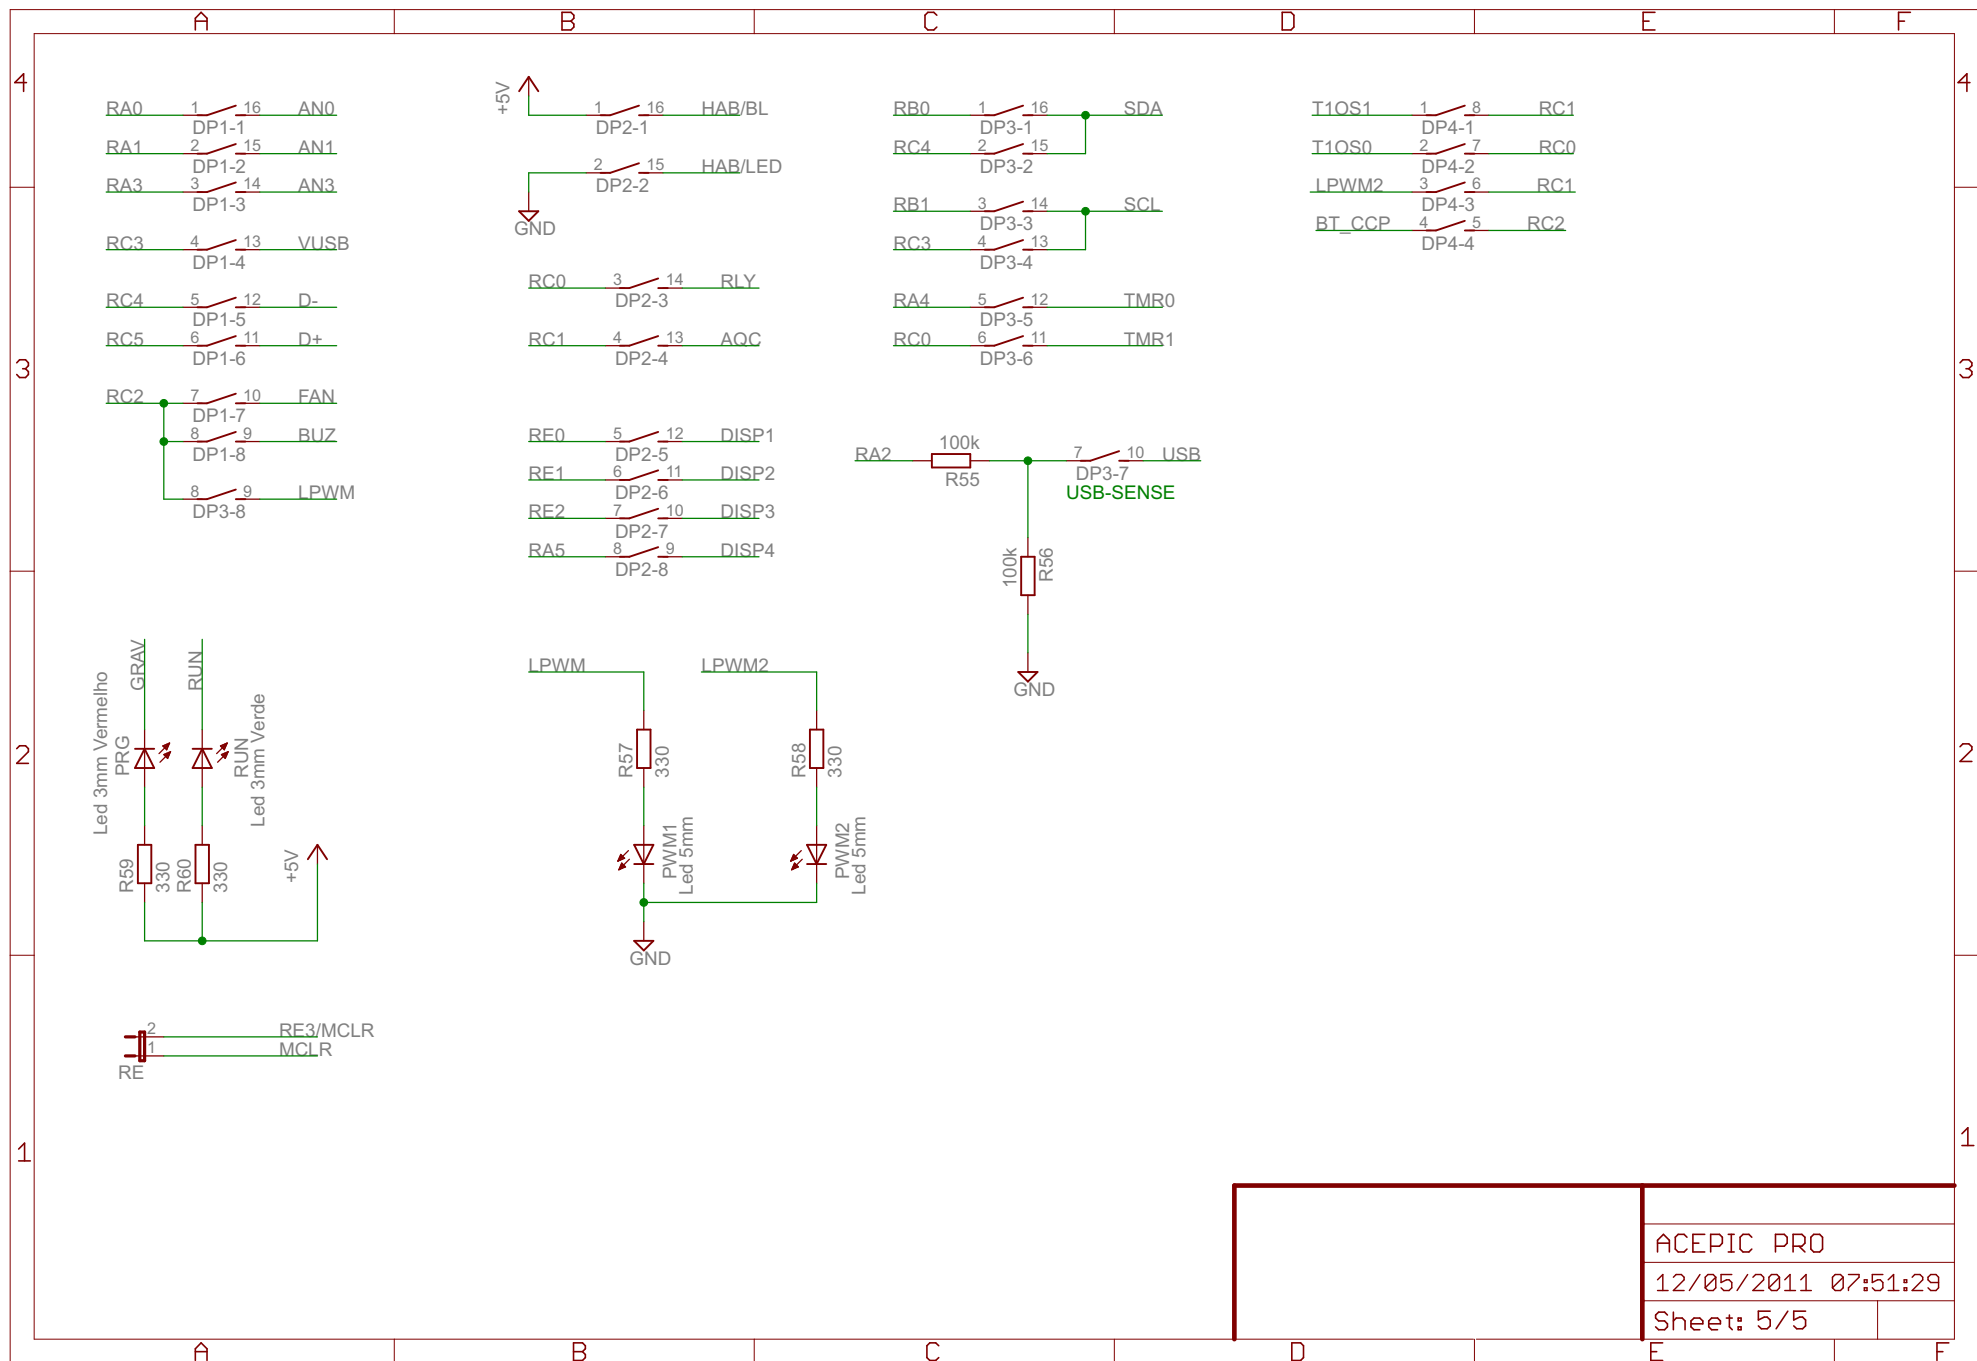 A B C D E F
4 4
RA0 1 16 AN0
DP1-1
RA1 2 15 AN1
DP1-2
RA3 3 14 AN3
DP1-3
RC3 4 13 VUSB
DP1-4
RC4 5 12 D-
DP1-5
RC5 6 11 D+
DP1-6
RC2 7 10 FAN
DP1-7
8 9 BUZ
DP1-8
8 9 LPWM
DP3-8
+5V
1 16 HAB/BL
DP2-1
2 15 HAB/LED
DP2-2
GND
RC0 3 14 RLY
DP2-3
RC1 4 13 AQC
DP2-4
RE0 5 12 DISP1
DP2-5
RE1 6 11 DISP2
DP2-6
RE2 7 10 DISP3
DP2-7
RA5 8 9 DISP4
DP2-8
RB0 1 16 SDA
DP3-1
RC4 2 15
DP3-2
RB1 3 14 SCL
DP3-3
RC3 4 13
DP3-4
RA4 5 12 TMR0
DP3-5
RC0 6 11 TMR1
DP3-6
RA2 100k 7 10 USB
R55 DP3-7
USB-SENSE
100k
R56
GND
T1OS1 1 8 RC1
DP4-1
T1OS0 2 7 RC0
DP4-2
LPWM2 3 6 RC1
DP4-3
BT_CCP 4 5 RC2
DP4-4
3 3
GRAV
RUN
Led 3mm Vermelho
PRG
RUN
Led 3mm Verde
R59
330
R60
330
+5V
LPWM LPWM2
R57
330
R58
330
PWM1
Led 5mm
PWM2
Led 5mm
GND
2 2
2 RE3/MCLR
1 MCLR
RE
1 1
ACEPIC PRO
12/05/2011 07:51:29
Sheet: 5/5
A B C D E F